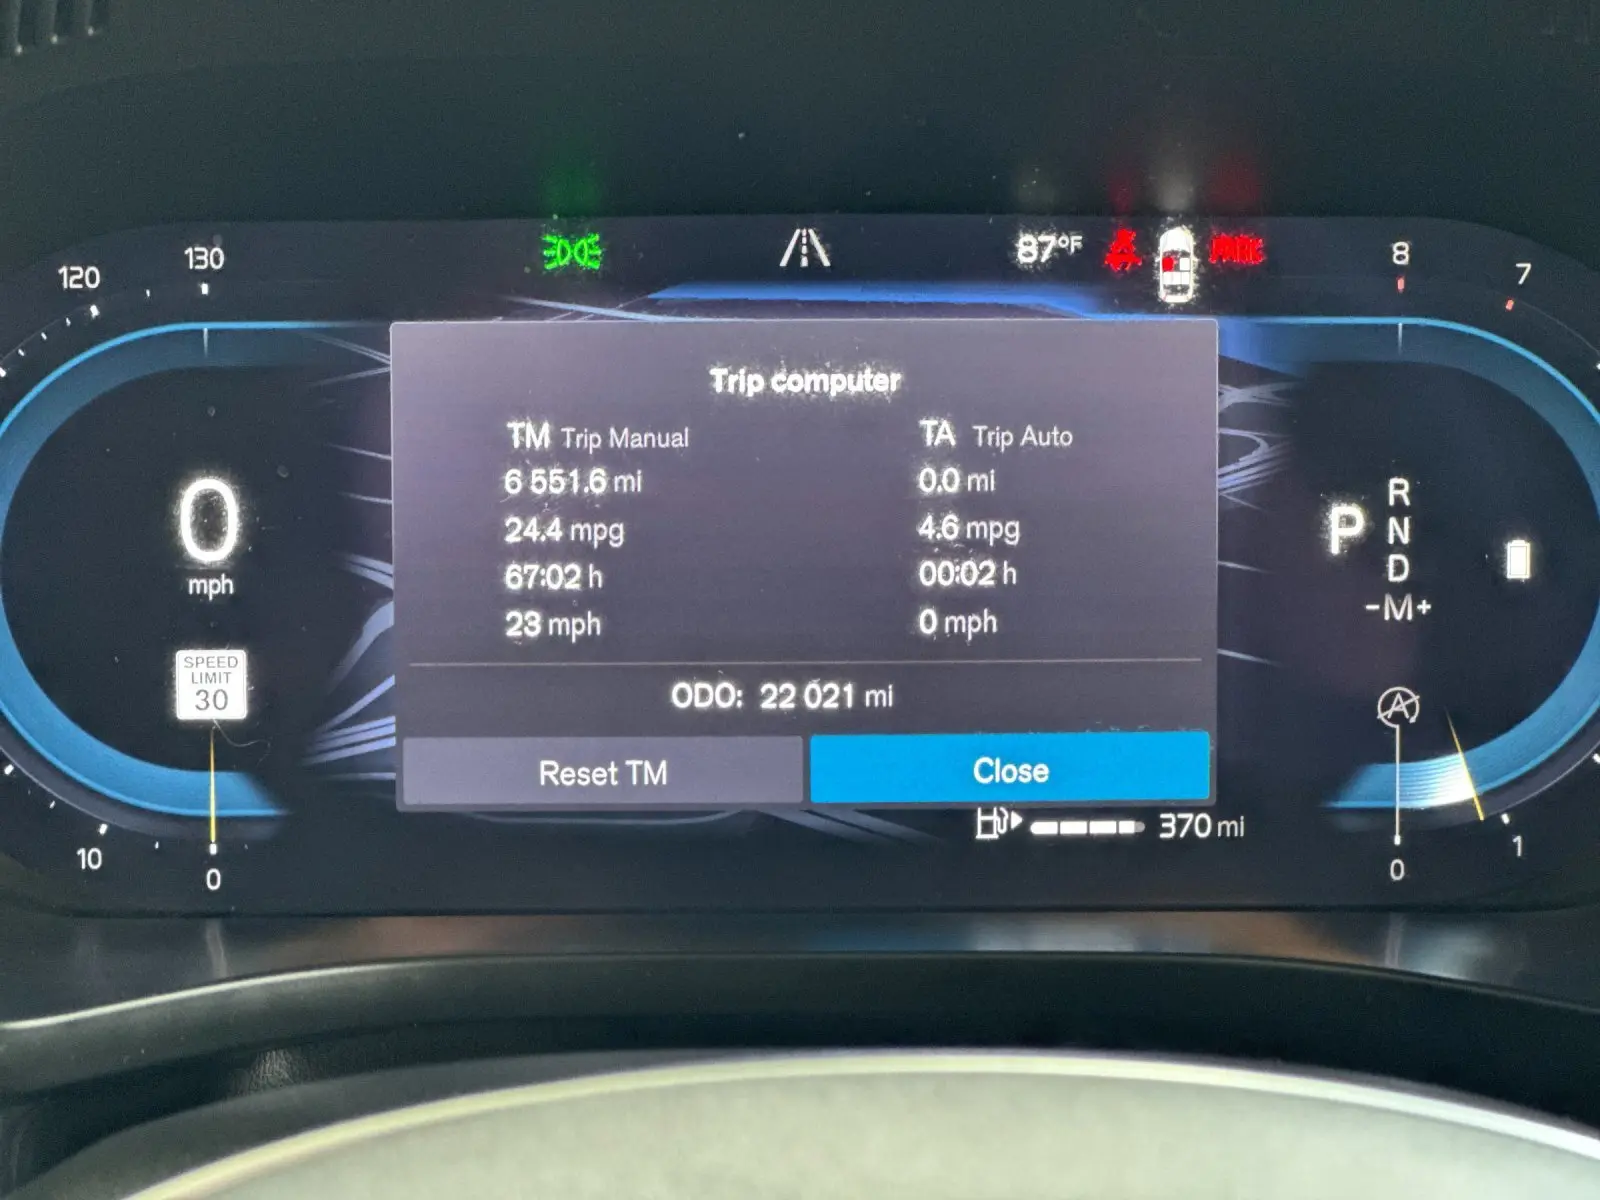 120
130
87°F
PARK
8
7
Trip computer
TM Trip Manual
6 551.6 mi
24.4 mpg
67:02 h
23 mph
TA Trip Auto
0.0 mi
4.6 mpg
00:02 h
0 mph
ODO: 22 021 mi
Reset TM
Close
0
mph
SPEED
LIMIT
30
P
R
N
D
-M+
A
370 mi
10
0
0
1